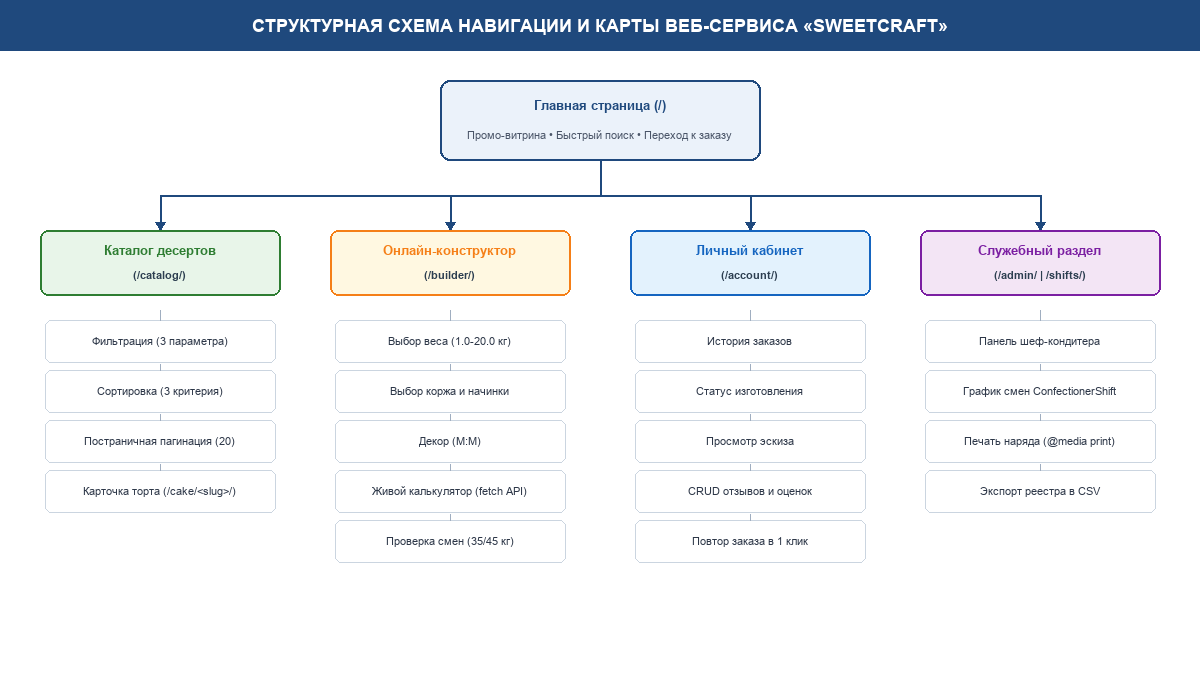 СТРУКТУРНАЯ СХЕМА НАВИГАЦИИ И КАРТЫ ВЕБ-СЕРВИСА «SWEETCRAFT»
Главная страница (/)
Промо-витрина • Быстрый поиск • Переход к заказу
Каталог десертов
(/catalog/)
Фильтрация (3 параметра)
Сортировка (3 критерия)
Постраничная пагинация (20)
Карточка торта (/cake/<slug>/)
Онлайн-конструктор
(/builder/)
Выбор веса (1.0-20.0 кг)
Выбор коржа и начинки
Декор (M:M)
Живой калькулятор (fetch API)
Проверка смен (35/45 кг)
Личный кабинет
(/account/)
История заказов
Статус изготовления
Просмотр эскиза
CRUD отзывов и оценок
Повтор заказа в 1 клик
Служебный раздел
(/admin/ | /shifts/)
Панель шеф-кондитера
График смен ConfectionerShift
Печать наряда (@media print)
Экспорт реестра в CSV